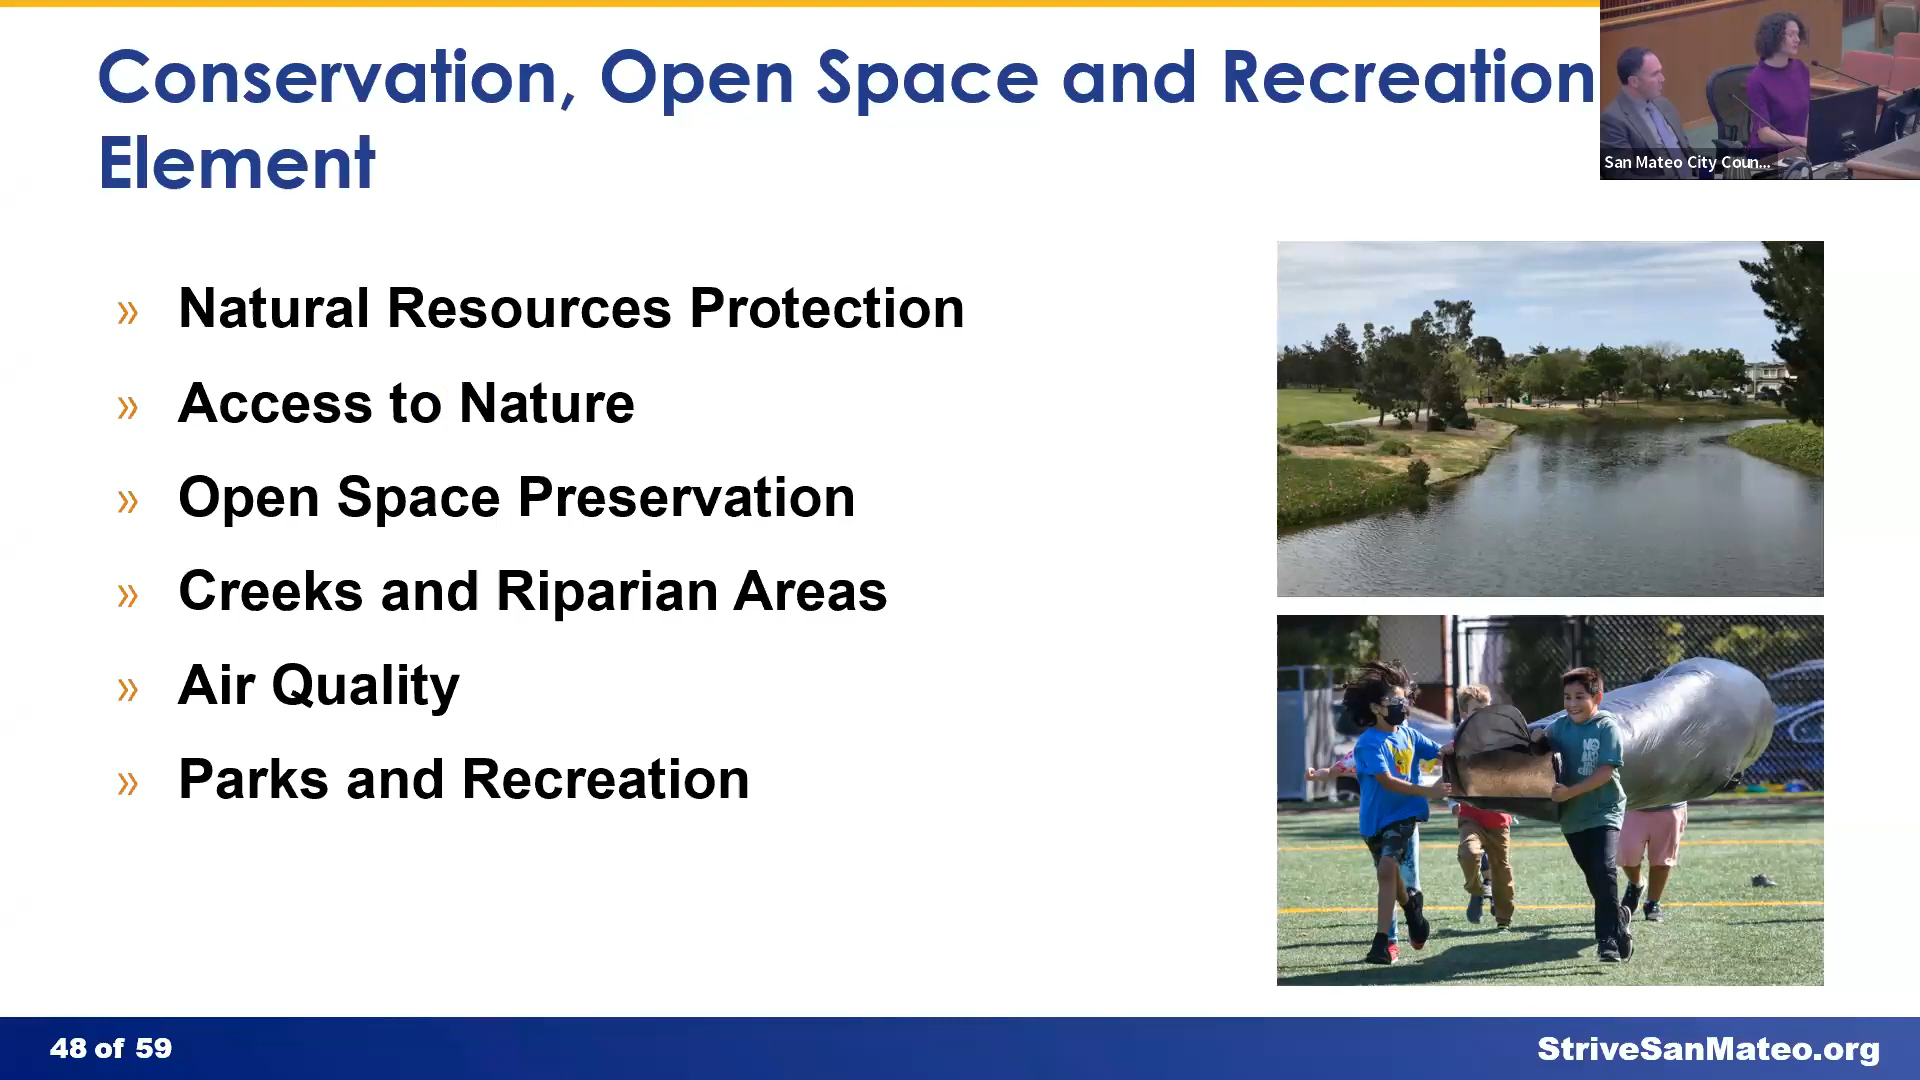 Conservation, Open Space and Recreation
Element
San Mateo City Coun...
» Natural Resources Protection
» Access to Nature
» Open Space Preservation
» Creeks and Riparian Areas
» Air Quality
» Parks and Recreation
48 of 59
StriveSanMateo.org